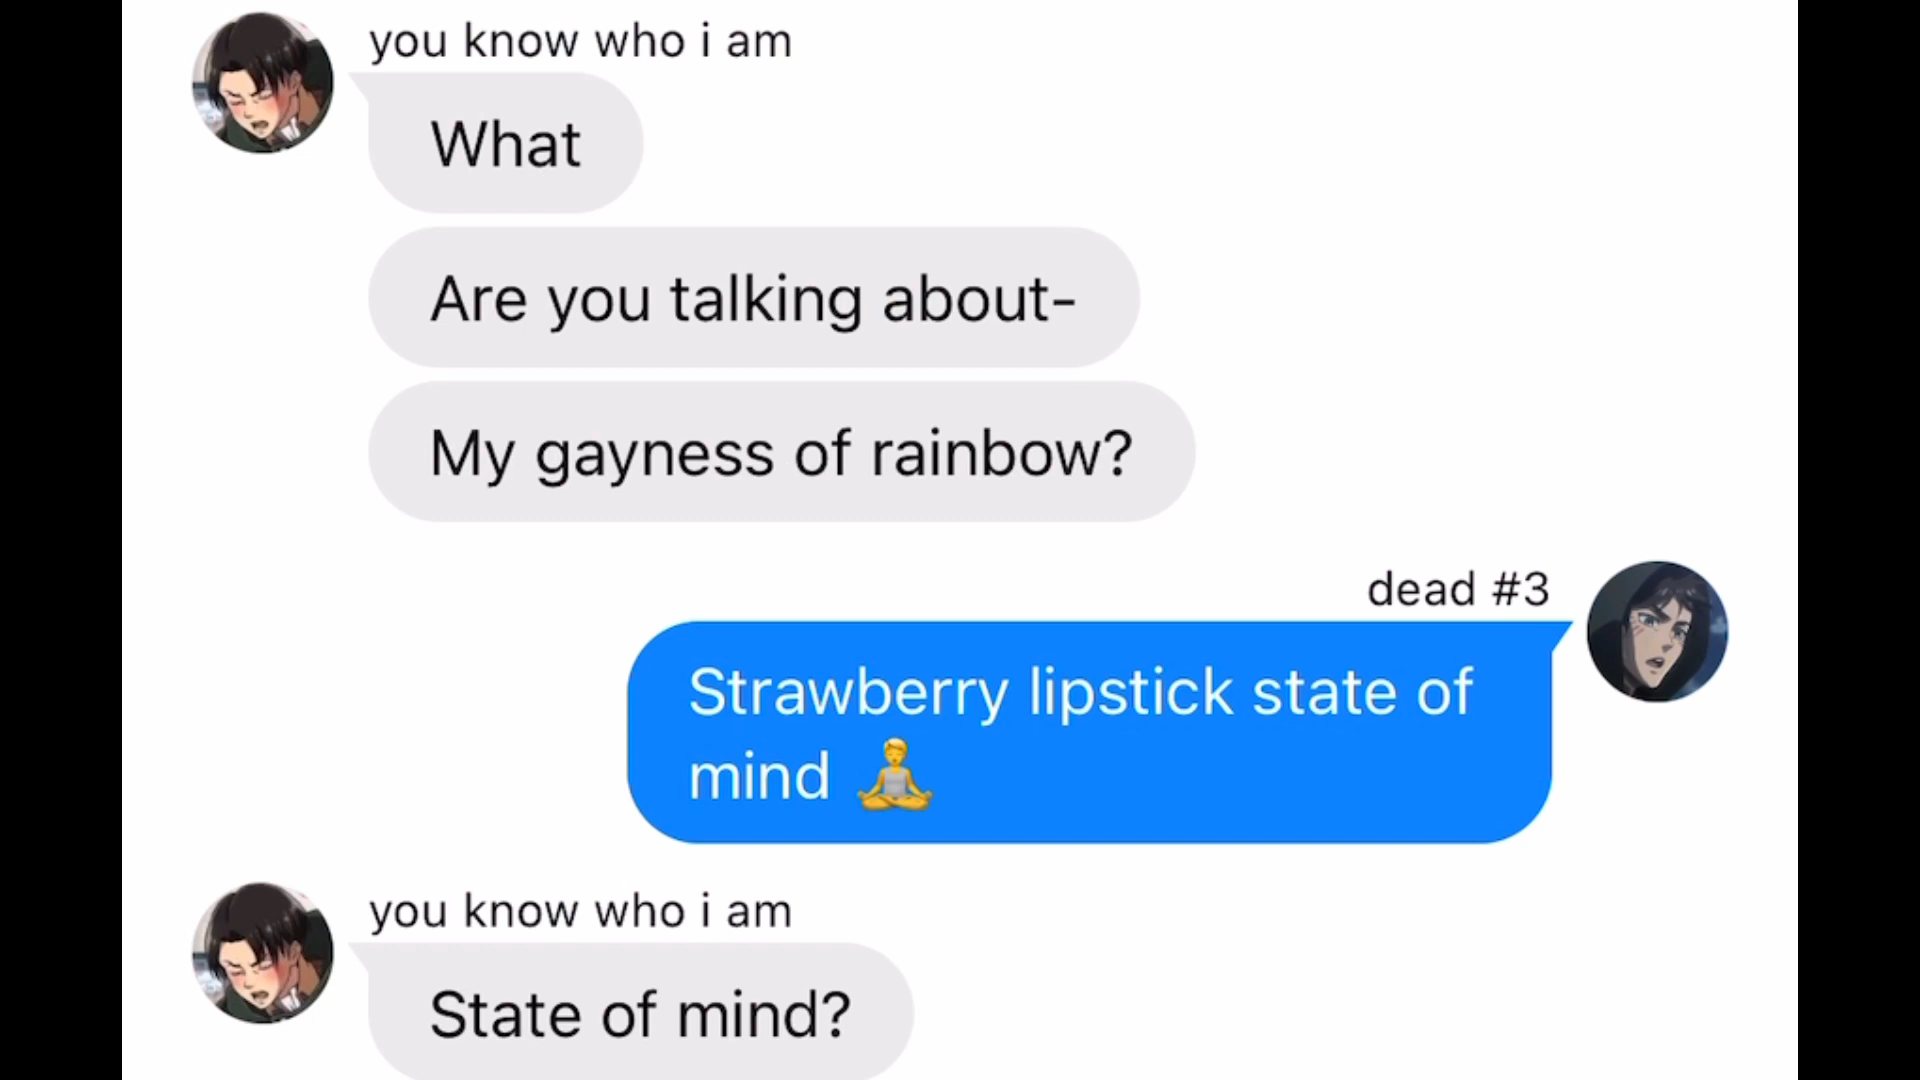 you know who i am
What
Are you talking about-
My gayness of rainbow?
dead #3
Strawberry lipstick state of
mind 🧘
you know who i am
State of mind?